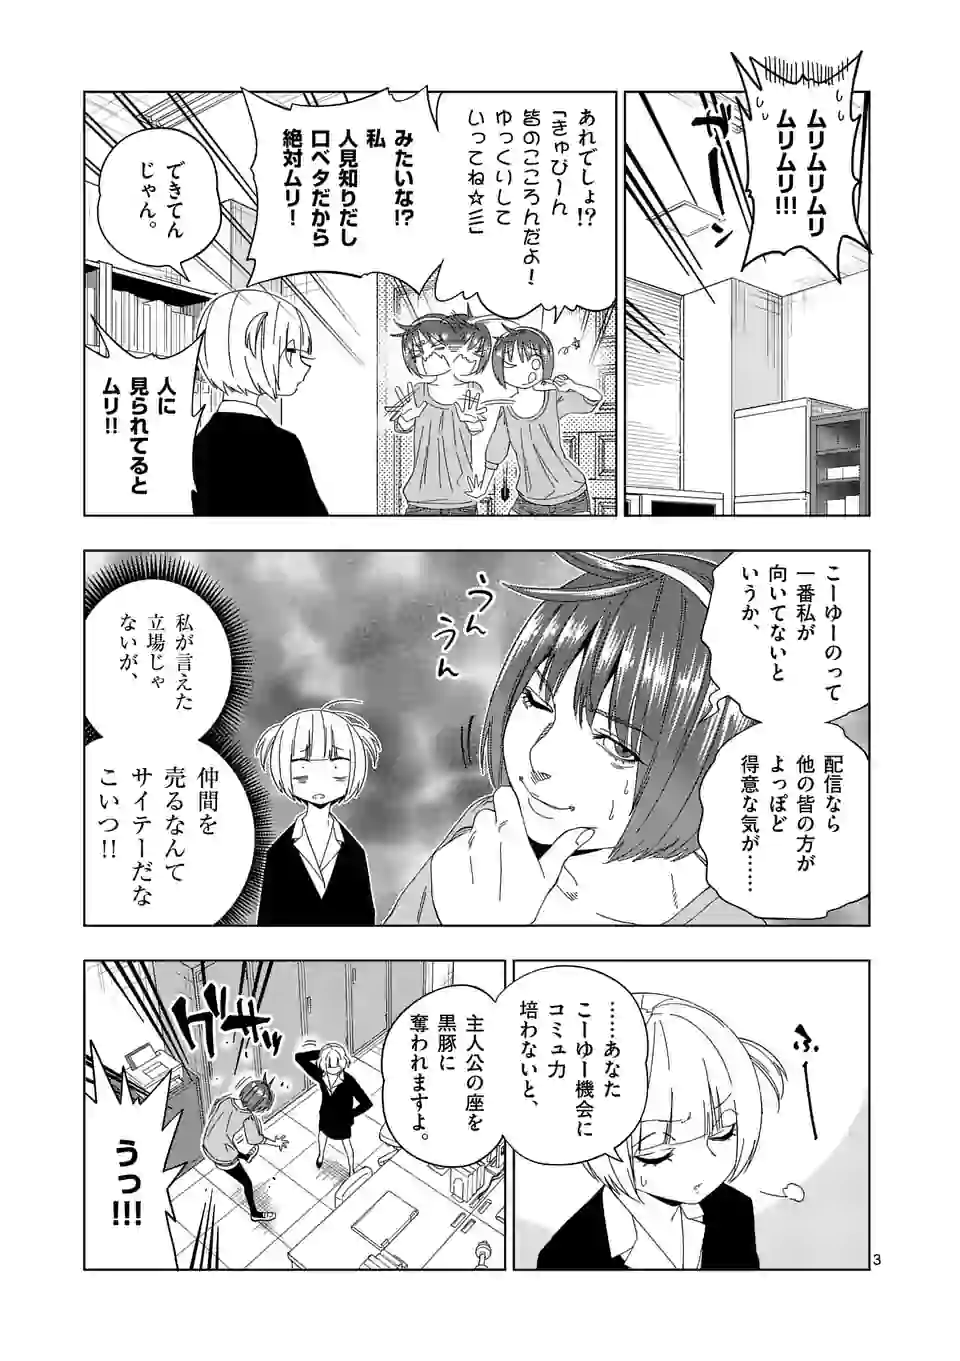 ムリムリムリ
ムリムリ!!!
ギャーン
あれでしょ!?
「きゅぴーん
皆のこころんだよ!
ゆっくりして
いってね☆彡」
みたいな!?
私
人見知りだし
口ベタだから
絶対ムリ!
できてん
じゃん。
人に
見られてると
ムリ!!
こーゆーのって
一番私が
向いてないと
いうか、
配信なら
他の皆の方が
よっぽど
得意な気が……
うん
うん
私が言えた
立場じゃ
ないが、
仲間を
売るなんて
サイテーだな
こいつ!!
ふー
……あなた
こーゆー機会に
コミュ力
培わないと、
主人公の座を
黒豚に
奪われますよ。
グサッ
うっ
!!!
3